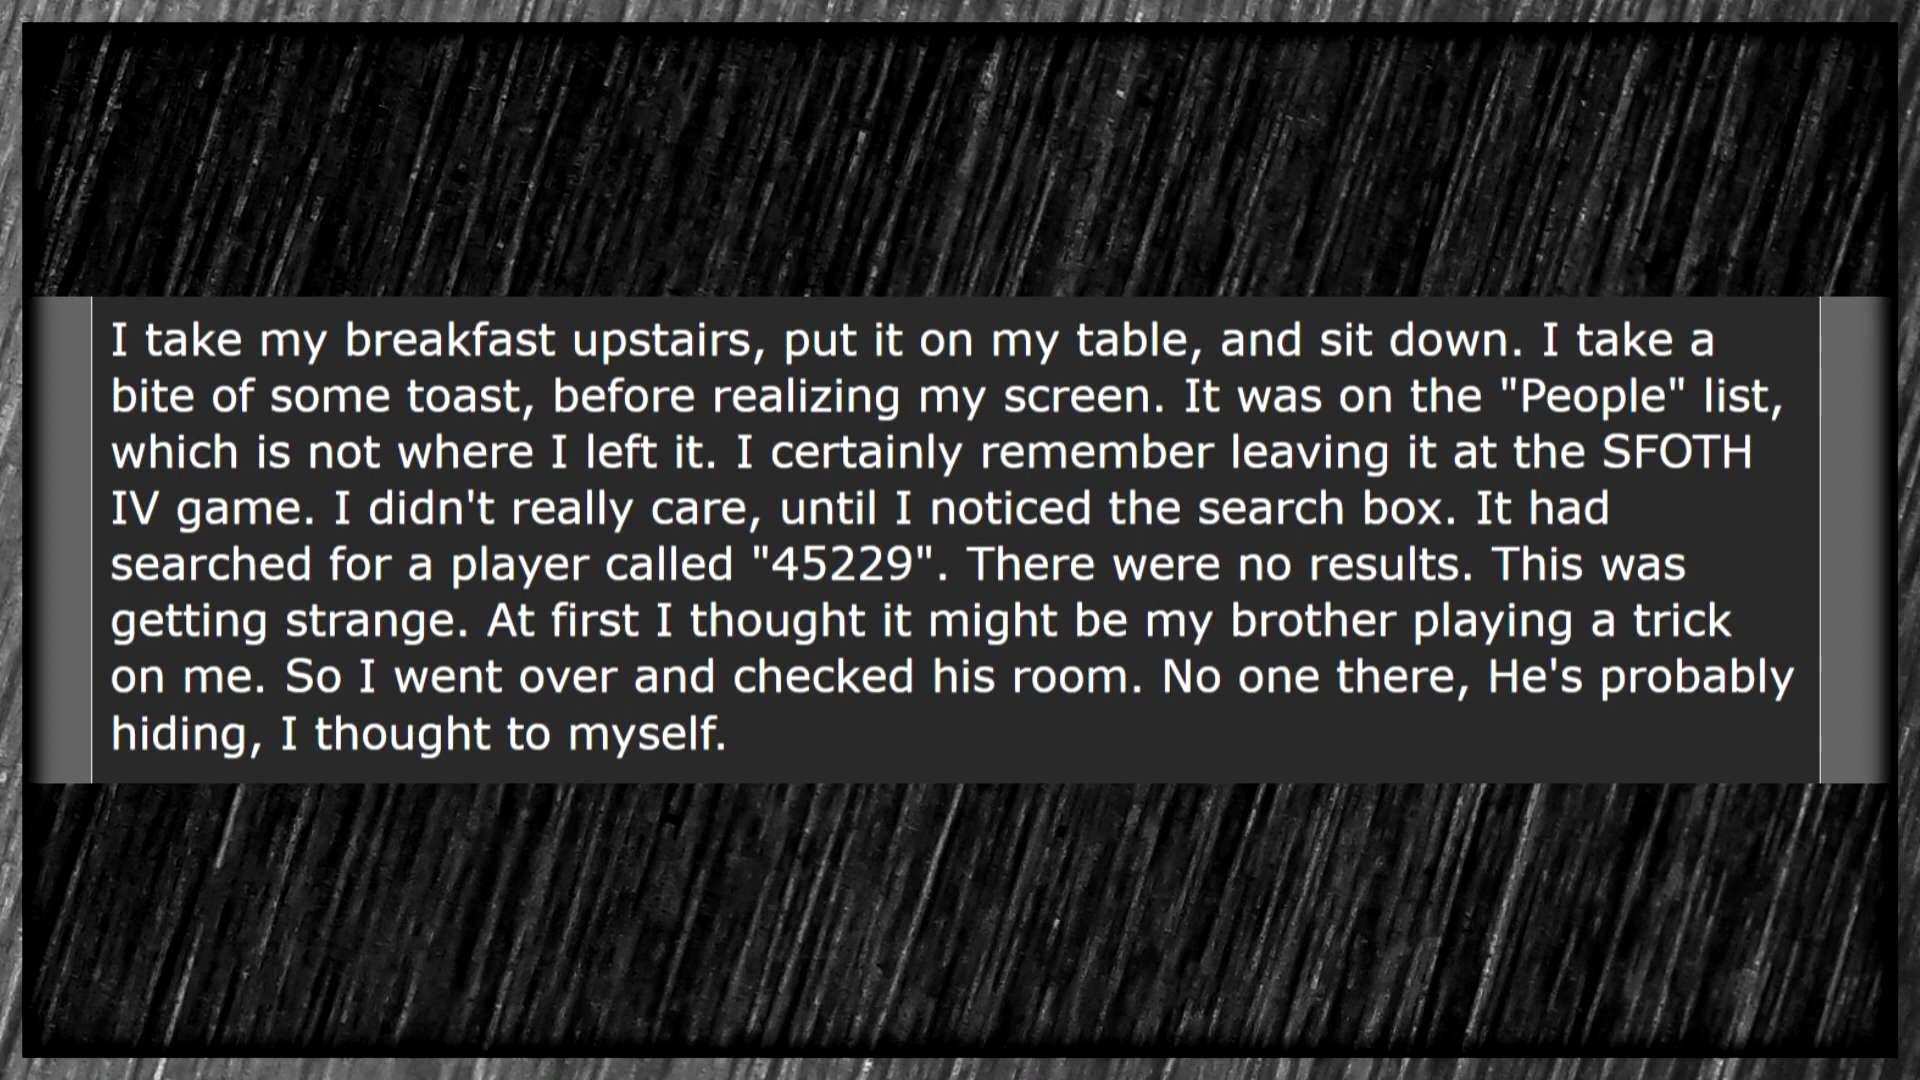 I take my breakfast upstairs, put it on my table, and sit down. I take a
bite of some toast, before realizing my screen. It was on the "People" list,
which is not where I left it. I certainly remember leaving it at the SFOTH
IV game. I didn't really care, until I noticed the search box. It had
searched for a player called "45229". There were no results. This was
getting strange. At first I thought it might be my brother playing a trick
on me. So I went over and checked his room. No one there, He's probably
hiding, I thought to myself.